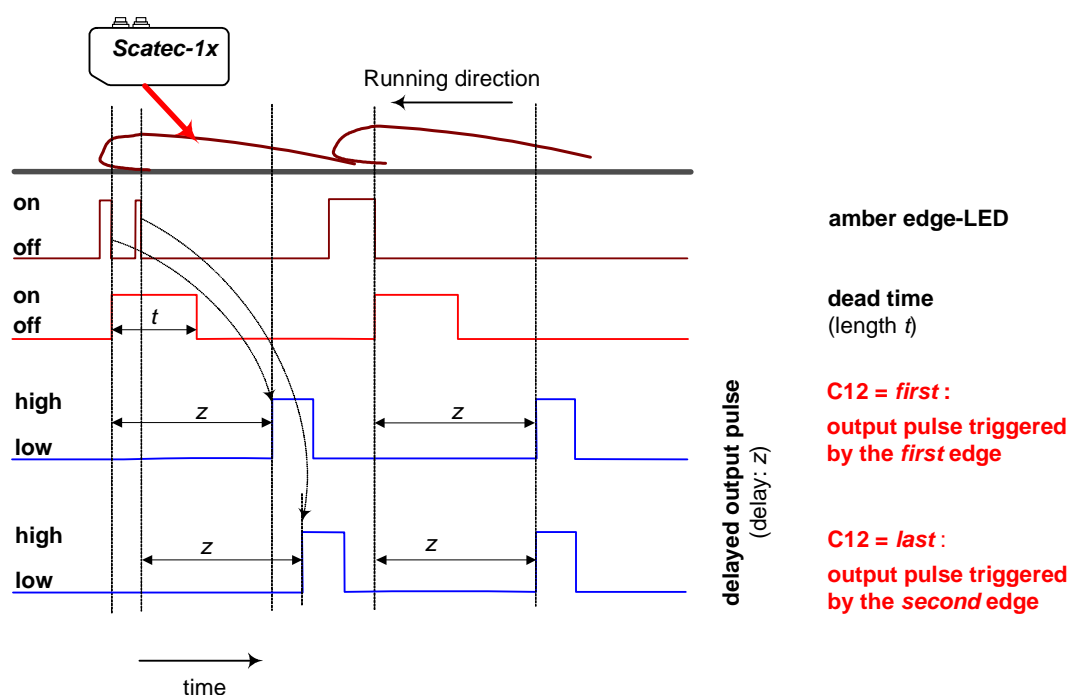 Scatec-1x
Running direction
on
off
amber edge-LED
on
off
t
dead time
(length t)
high
low
z
z
C12 = first :
output pulse triggered
by the first edge
delayed output pulse
(delay: z)
high
low
z
z
C12 = last :
output pulse triggered
by the second edge
time